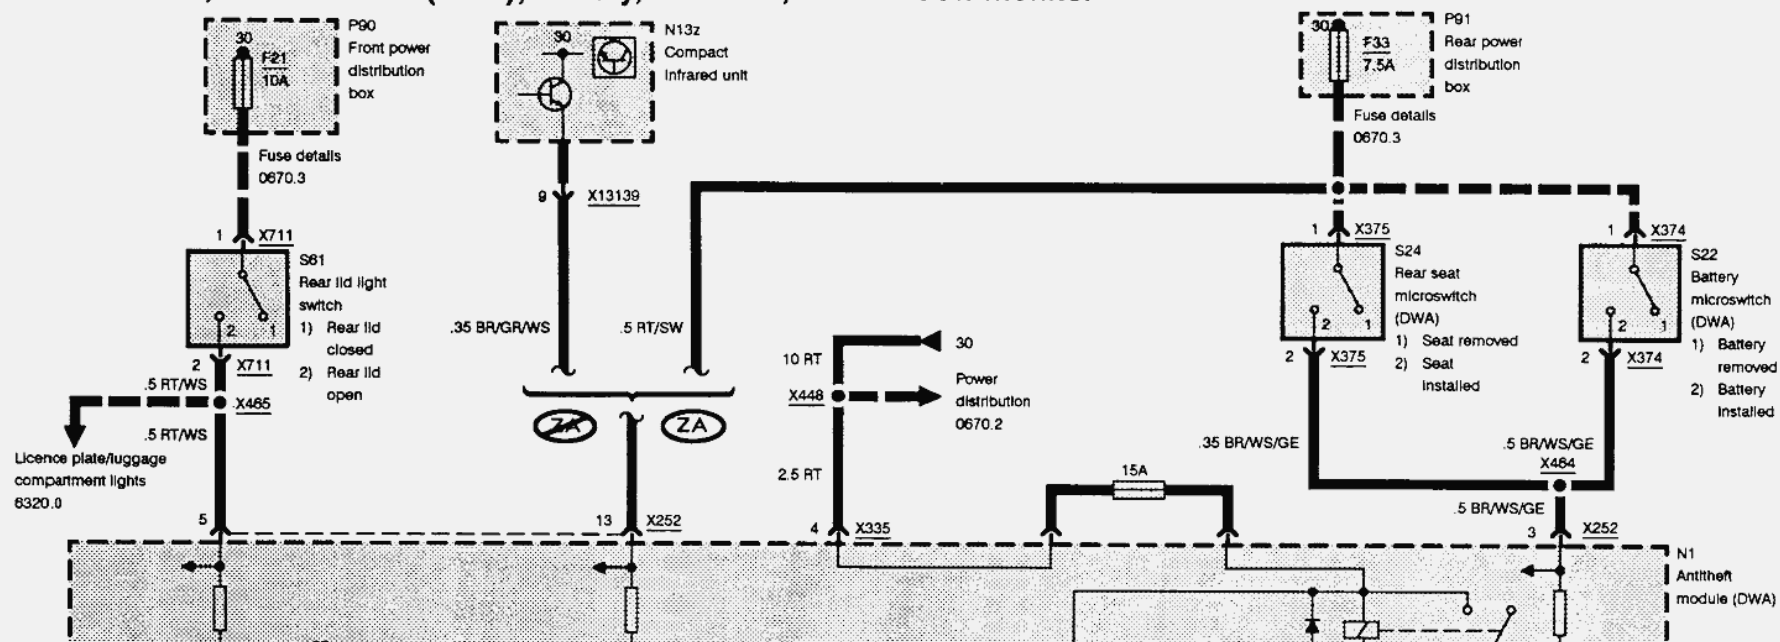 P90
Front power
distribution
box
30
F21
10A
Fuse details
0670.3
1 X711
S61
Rear lid light
switch
1) Rear lid
closed
2) Rear lid
open
2 1
2 X711
.5 RT/WS
X465
.5 RT/WS
Licence plate/luggage
compartment lights
6320.0
5
N13z
Compact
infrared unit
30
9 X13139
.35 BR/GR/WS
.5 RT/SW
ZA
ZA
13 X252
10 RT
30
X448
Power
distribution
0670.2
2.5 RT
4 X335
15A
P91
Rear power
distribution
box
30
F33
7.5A
Fuse details
0670.3
1 X375
S24
Rear seat
microswitch
(DWA)
1) Seat removed
2) Seat
installed
2 1
2 X375
1 X374
S22
Battery
microswitch
(DWA)
1) Battery
removed
2) Battery
installed
2 1
2 X374
.35 BR/WS/GE
.5 BR/WS/GE
X464
.5 BR/WS/GE
3 X252
N1
Antitheft
module (DWA)